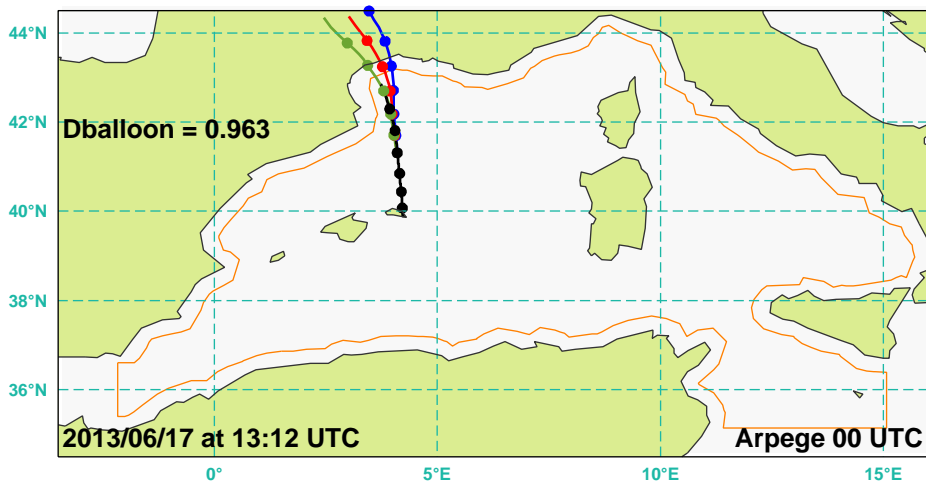 44°N
42°N
Dballoon = 0.963
40°N
38°N
36°N
2013/06/17 at 13:12 UTC
Arpege 00 UTC
0°
5°E
10°E
15°E